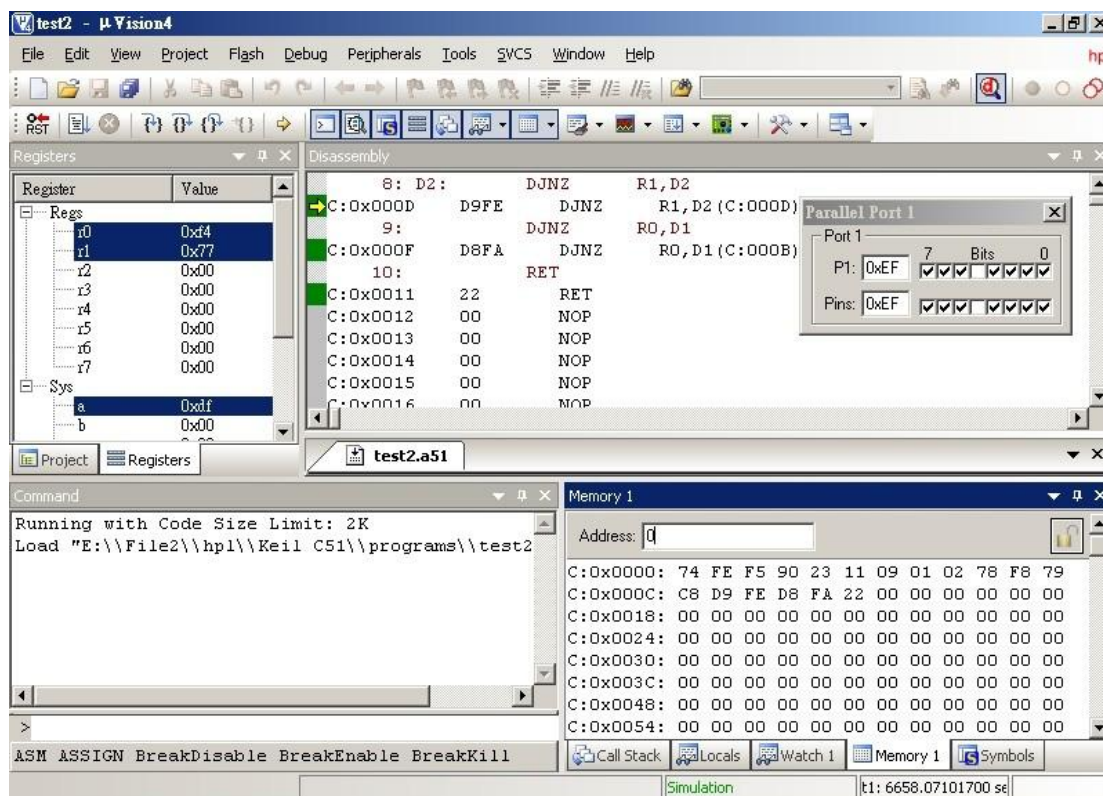 test2 - µVision4
File Edit View Project Flash Debug Peripherals Tools SVCS Window Help
RST
Registers
Register Value
Regs
r0 0xf4
r1 0x77
r2 0x00
r3 0x00
r4 0x00
r5 0x00
r6 0x00
r7 0x00
Sys
a 0xdf
b 0x00
Project Registers
Disassembly
8: D2: DJNZ R1,D2
C:0x000D D9FE DJNZ R1,D2(C:000D)
9: DJNZ R0,D1
C:0x000F D8FA DJNZ R0,D1(C:000B)
10: RET
C:0x0011 22 RET
C:0x0012 00 NOP
C:0x0013 00 NOP
C:0x0014 00 NOP
C:0x0015 00 NOP
C:0x0016 00 NOP
Parallel Port 1
Port 1
7 Bits 0
P1: 0xEF
Pins: 0xEF
test2.a51
Command
Running with Code Size Limit: 2K
Load "E:\\File2\\hpl\\Keil C51\\programs\\test2
>
ASM ASSIGN BreakDisable BreakEnable BreakKill
Memory 1
Address: 0
C:0x0000: 74 FE F5 90 23 11 09 01 02 78 F8 79
C:0x000C: C8 D9 FE D8 FA 22 00 00 00 00 00 00
C:0x0018: 00 00 00 00 00 00 00 00 00 00 00 00
C:0x0024: 00 00 00 00 00 00 00 00 00 00 00 00
C:0x0030: 00 00 00 00 00 00 00 00 00 00 00 00
C:0x003C: 00 00 00 00 00 00 00 00 00 00 00 00
C:0x0048: 00 00 00 00 00 00 00 00 00 00 00 00
C:0x0054: 00 00 00 00 00 00 00 00 00 00 00 00
Call Stack Locals Watch 1 Memory 1 Symbols
Simulation t1: 6658.07101700 se